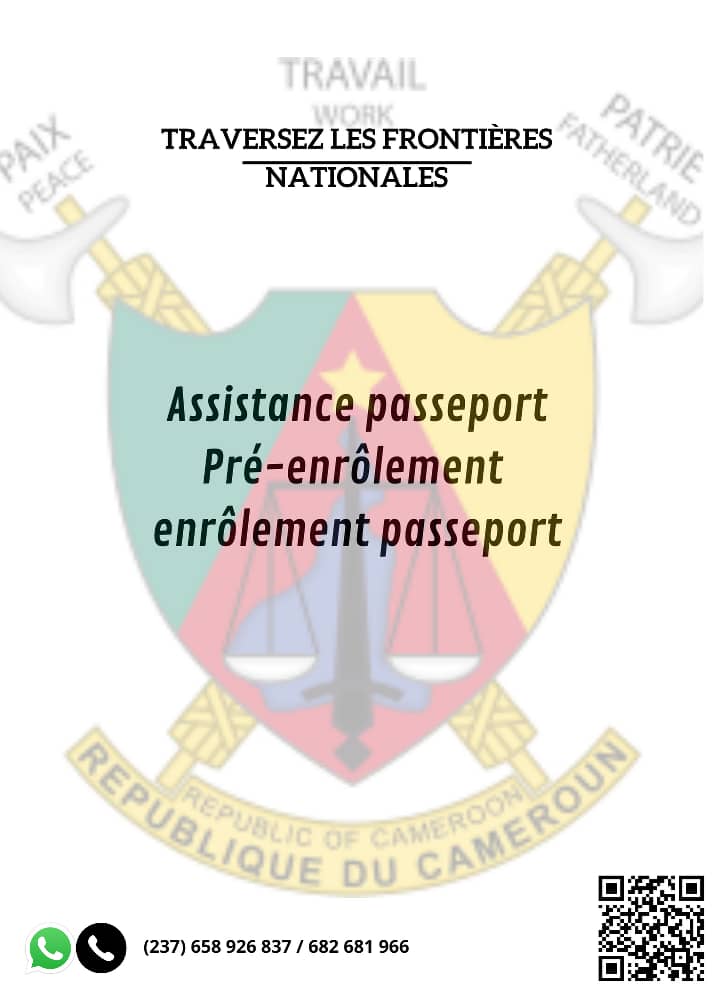 TRAVAIL
WORK
PAIX
PEACE
PATRIE
FATHERLAND
TRAVERSEZ LES FRONTIÈRES
NATIONALES
Assistance passeport
Pré-enrôlement
enrôlement passeport
REPUBLIC OF CAMEROON
REPUBLIQUE DU CAMEROUN
(237) 658 926 837 / 682 681 966